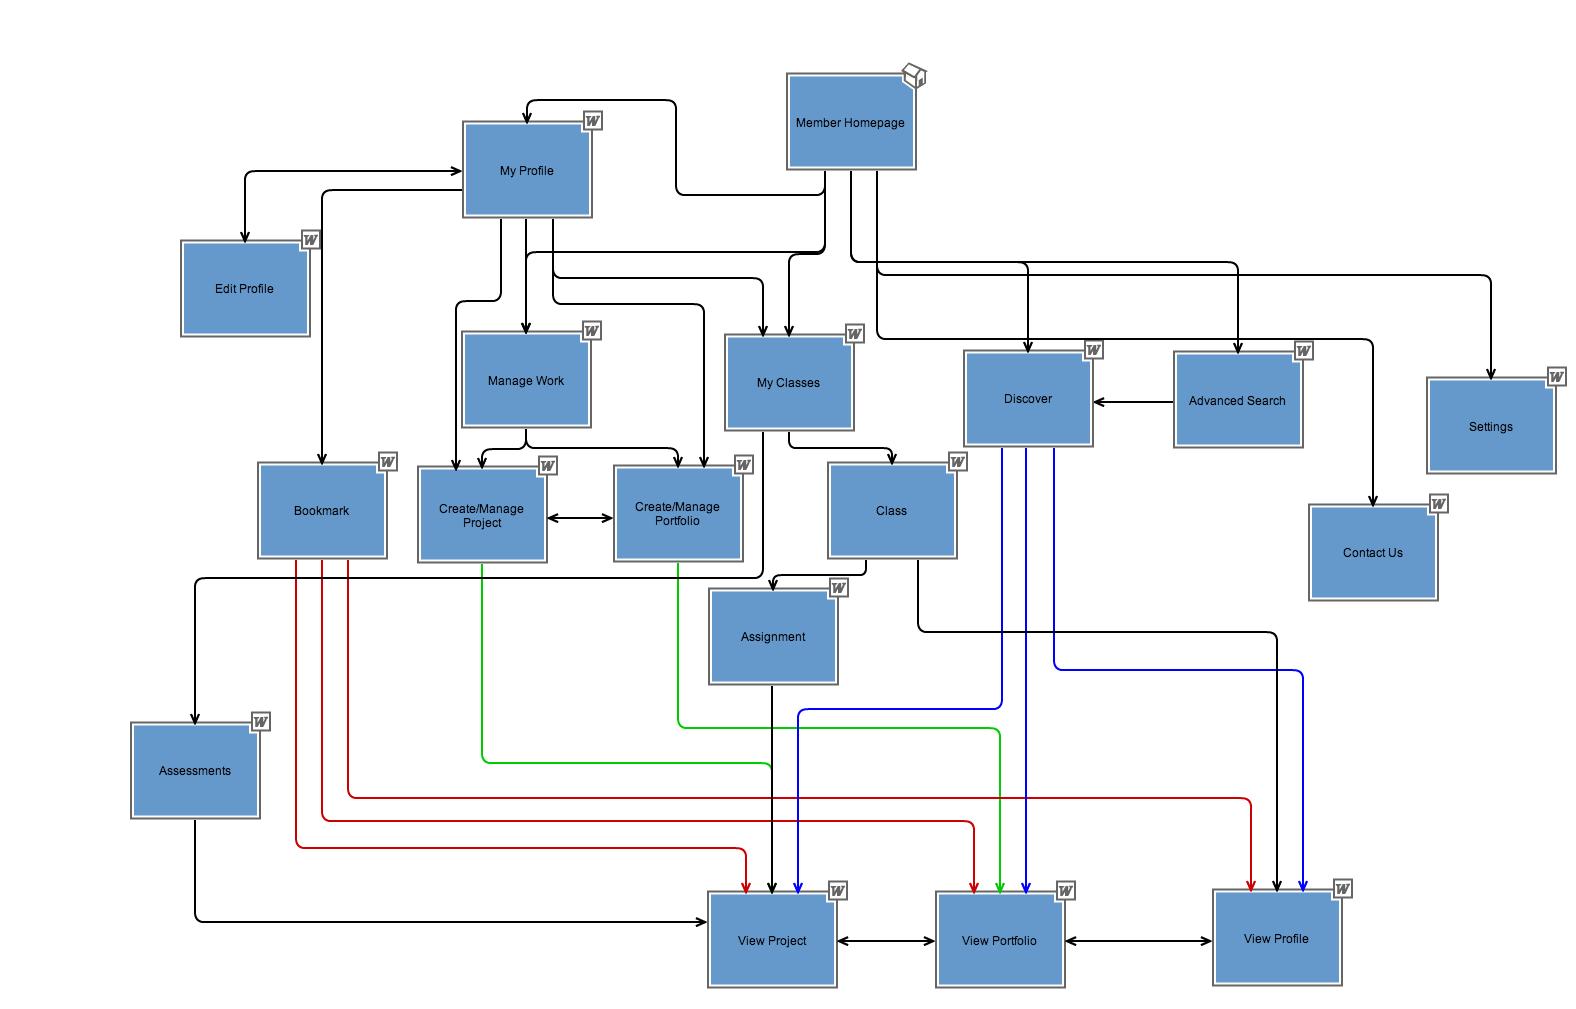 Member Homepage
W
My Profile
W
Edit Profile
W
Manage Work
W
My Classes
W
Discover
W
Advanced Search
W
Settings
W
Bookmark
W
Create/Manage
Project
W
Create/Manage
Portfolio
W
Class
W
Contact Us
W
Assignment
W
Assessments
W
View Project
W
View Portfolio
W
View Profile